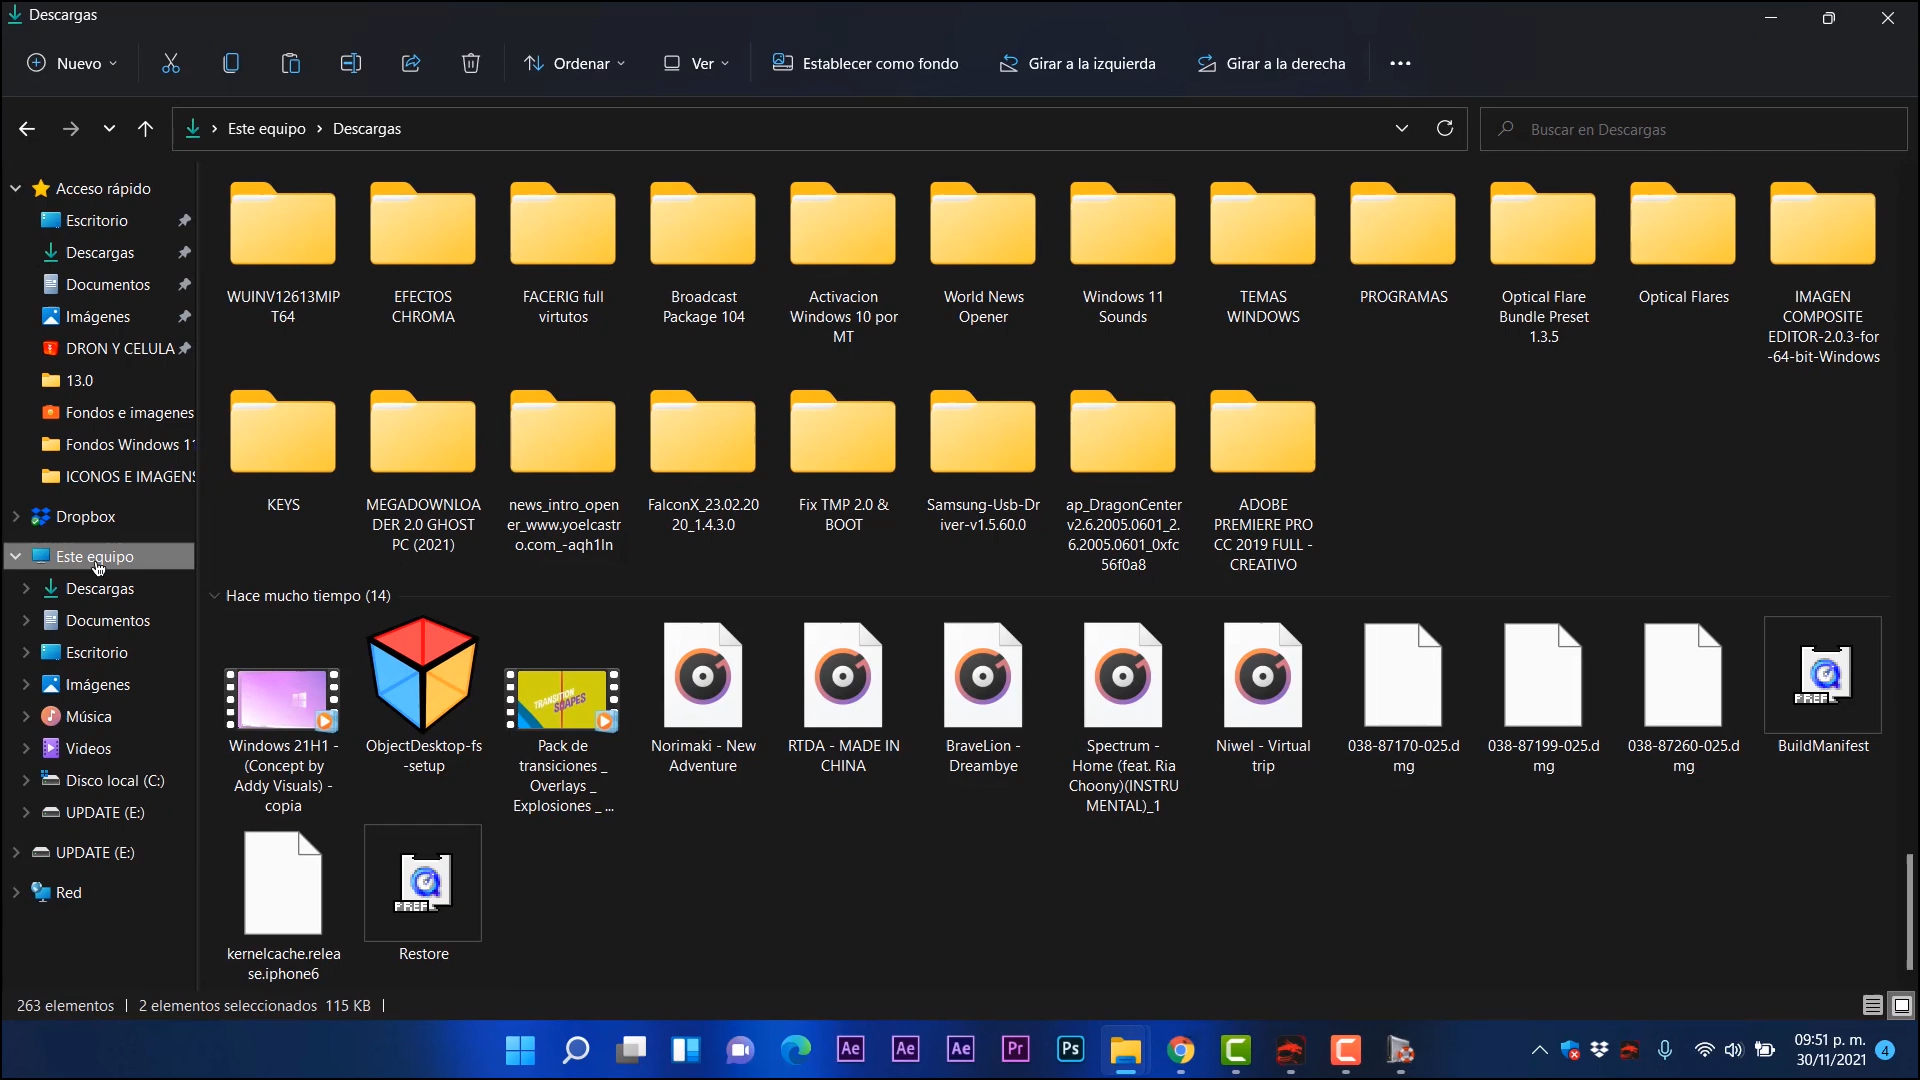 Descargas
Nuevo
Ordenar
Ver
Establecer como fondo
Girar a la izquierda
Girar a la derecha
Este equipo
Descargas
Buscar en Descargas
Acceso rápido
Escritorio
Descargas
Documentos
Imágenes
DRON Y CELULA
13.0
Fondos e imagenes
Fondos Windows 11
ICONOS E IMAGENS
Dropbox
Este equipo
Descargas
Documentos
Escritorio
Imágenes
Música
Videos
Disco local (C:)
UPDATE (E:)
UPDATE (E:)
Red
WUINV12613MIP
T64
EFECTOS
CHROMA
FACERIG full
virtutos
Broadcast
Package 104
Activacion
Windows 10 por
MT
World News
Opener
Windows 11
Sounds
TEMAS
WINDOWS
PROGRAMAS
Optical Flare
Bundle Preset
1.3.5
Optical Flares
IMAGEN
COMPOSITE
EDITOR-2.0.3-for
-64-bit-Windows
KEYS
MEGADOWNLOA
DER 2.0 GHOST
PC (2021)
news_intro_open
er_www.yoelcastr
o.com_-aqh1ln
FalconX_23.02.20
20_1.4.3.0
Fix TMP 2.0 &
BOOT
Samsung-Usb-Dr
iver-v1.5.60.0
ap_DragonCenter
v2.6.2005.0601_2.
6.2005.0601_0xfc
56f0a8
ADOBE
PREMIERE PRO
CC 2019 FULL -
CREATIVO
Hace mucho tiempo (14)
Windows 21H1 -
(Concept by
Addy Visuals) -
copia
ObjectDesktop-fs
-setup
TRANSITION
SHAPES
Pack de
transiciones _
Overlays _
Explosiones _ ...
Norimaki - New
Adventure
RTDA - MADE IN
CHINA
BraveLion -
Dreambye
Spectrum -
Home (feat. Ria
Choony)(INSTRU
MENTAL)_1
Niwel - Virtual
trip
038-87170-025.d
mg
038-87199-025.d
mg
038-87260-025.d
mg
PREF
BuildManifest
kernelcache.relea
se.iphone6
PREF
Restore
263 elementos
2 elementos seleccionados 115 KB
Ae
Ae
Ae
Pr
Ps
09:51 p. m.
30/11/2021
4